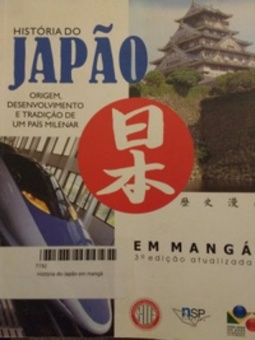 HISTÓRIA DO
JAPÃO
ORIGEM,
DESENVOLVIMENTO
E TRADIÇÃO DE
UM PAÍS MILENAR
日本
歴史漫
EM MANGÁ
3ª edição atualizada
História do Japão em mangá
NSP